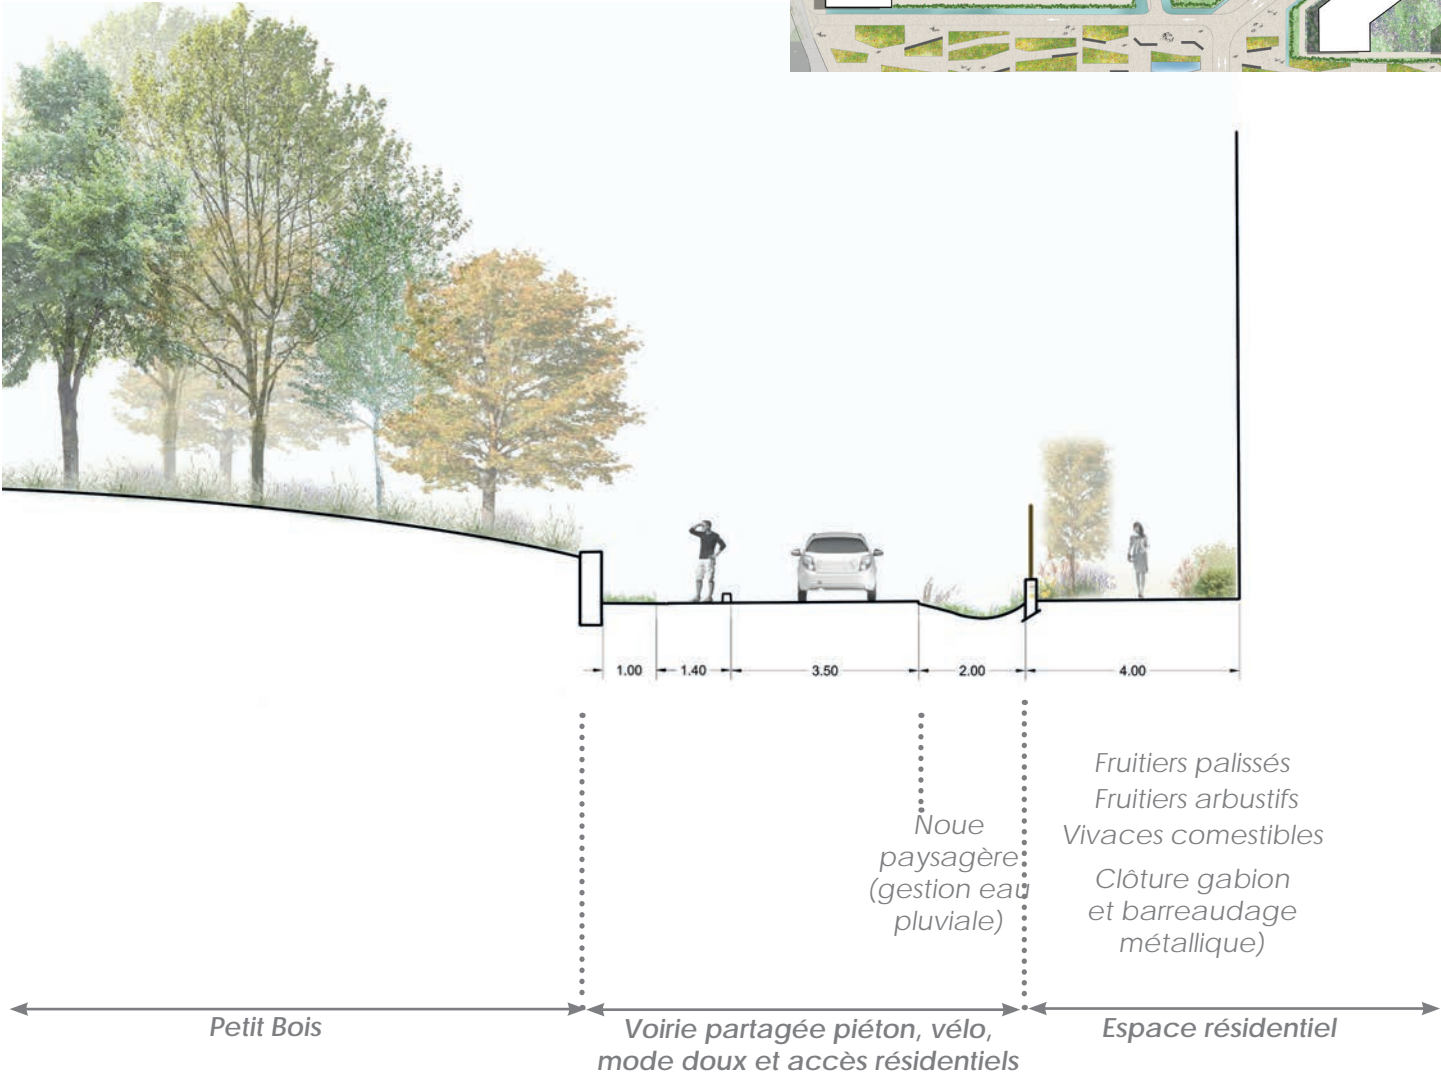 1.00 1.40 3.50 2.00 4.00
Noue
paysagère
(gestion eau
pluviale)
Fruitiers palissés
Fruitiers arbustifs
Vivaces comestibles
Clôture gabion
et barreaudage
métallique)
Petit Bois
Voirie partagée piéton, vélo,
mode doux et accès résidentiels
Espace résidentiel